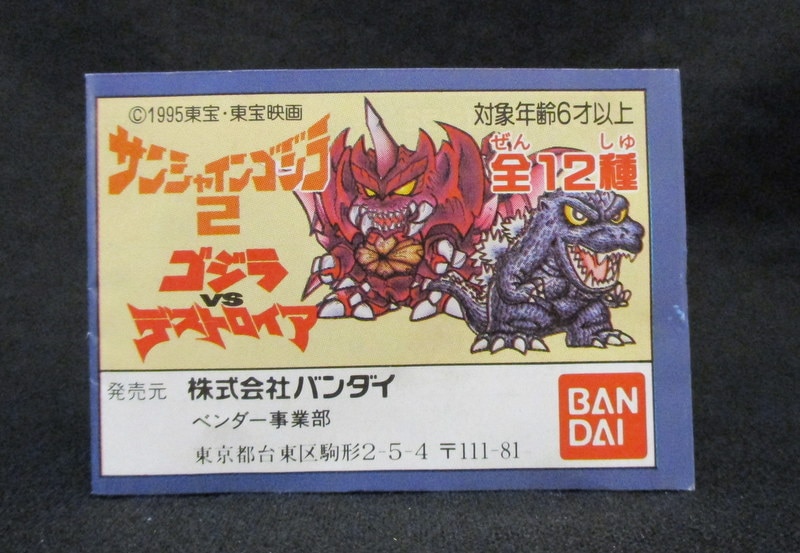 ©1995東宝・東宝映画
対象年齢6才以上
サンシャインゴジラ
2
ぜん しゅ
全12種
ゴジラ
VS
デストロイア
発売元 株式会社バンダイ
ベンダー事業部
東京都台東区駒形2-5-4 〒111-81
BAN
DAI